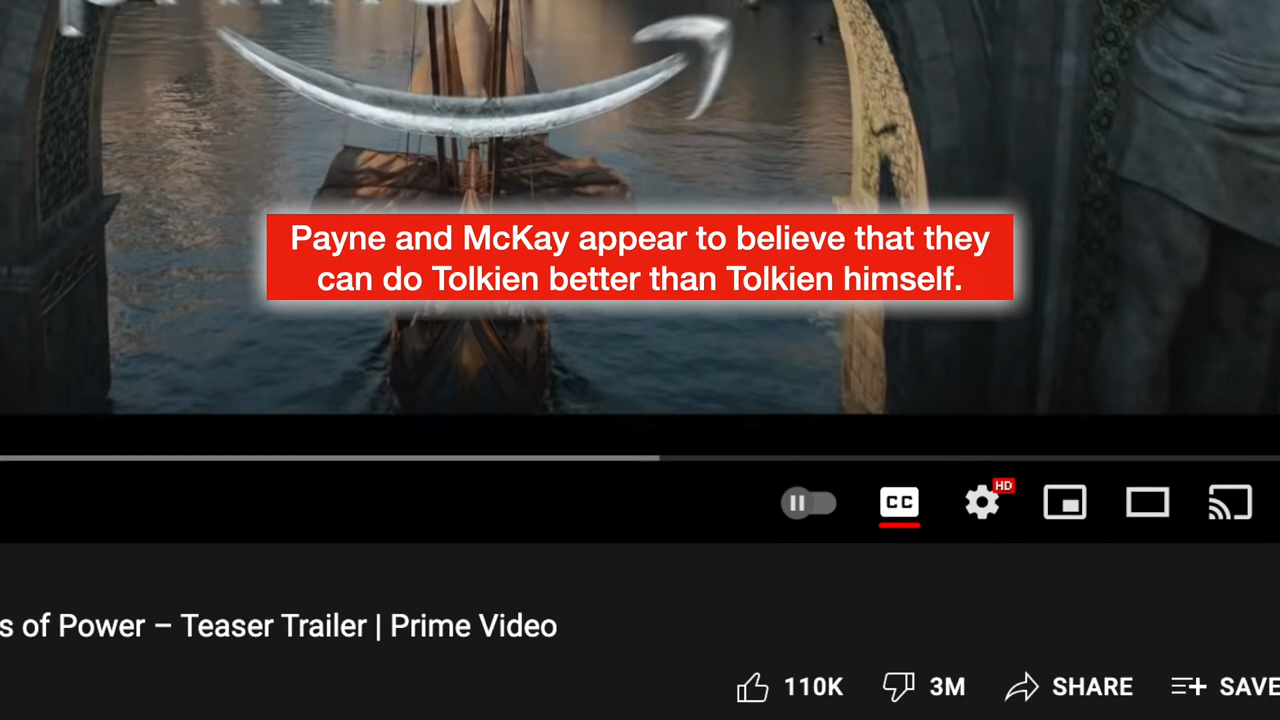 Payne and McKay appear to believe that they
can do Tolkien better than Tolkien himself.
HD
CC
s of Power – Teaser Trailer | Prime Video
110K 3M SHARE SAVE